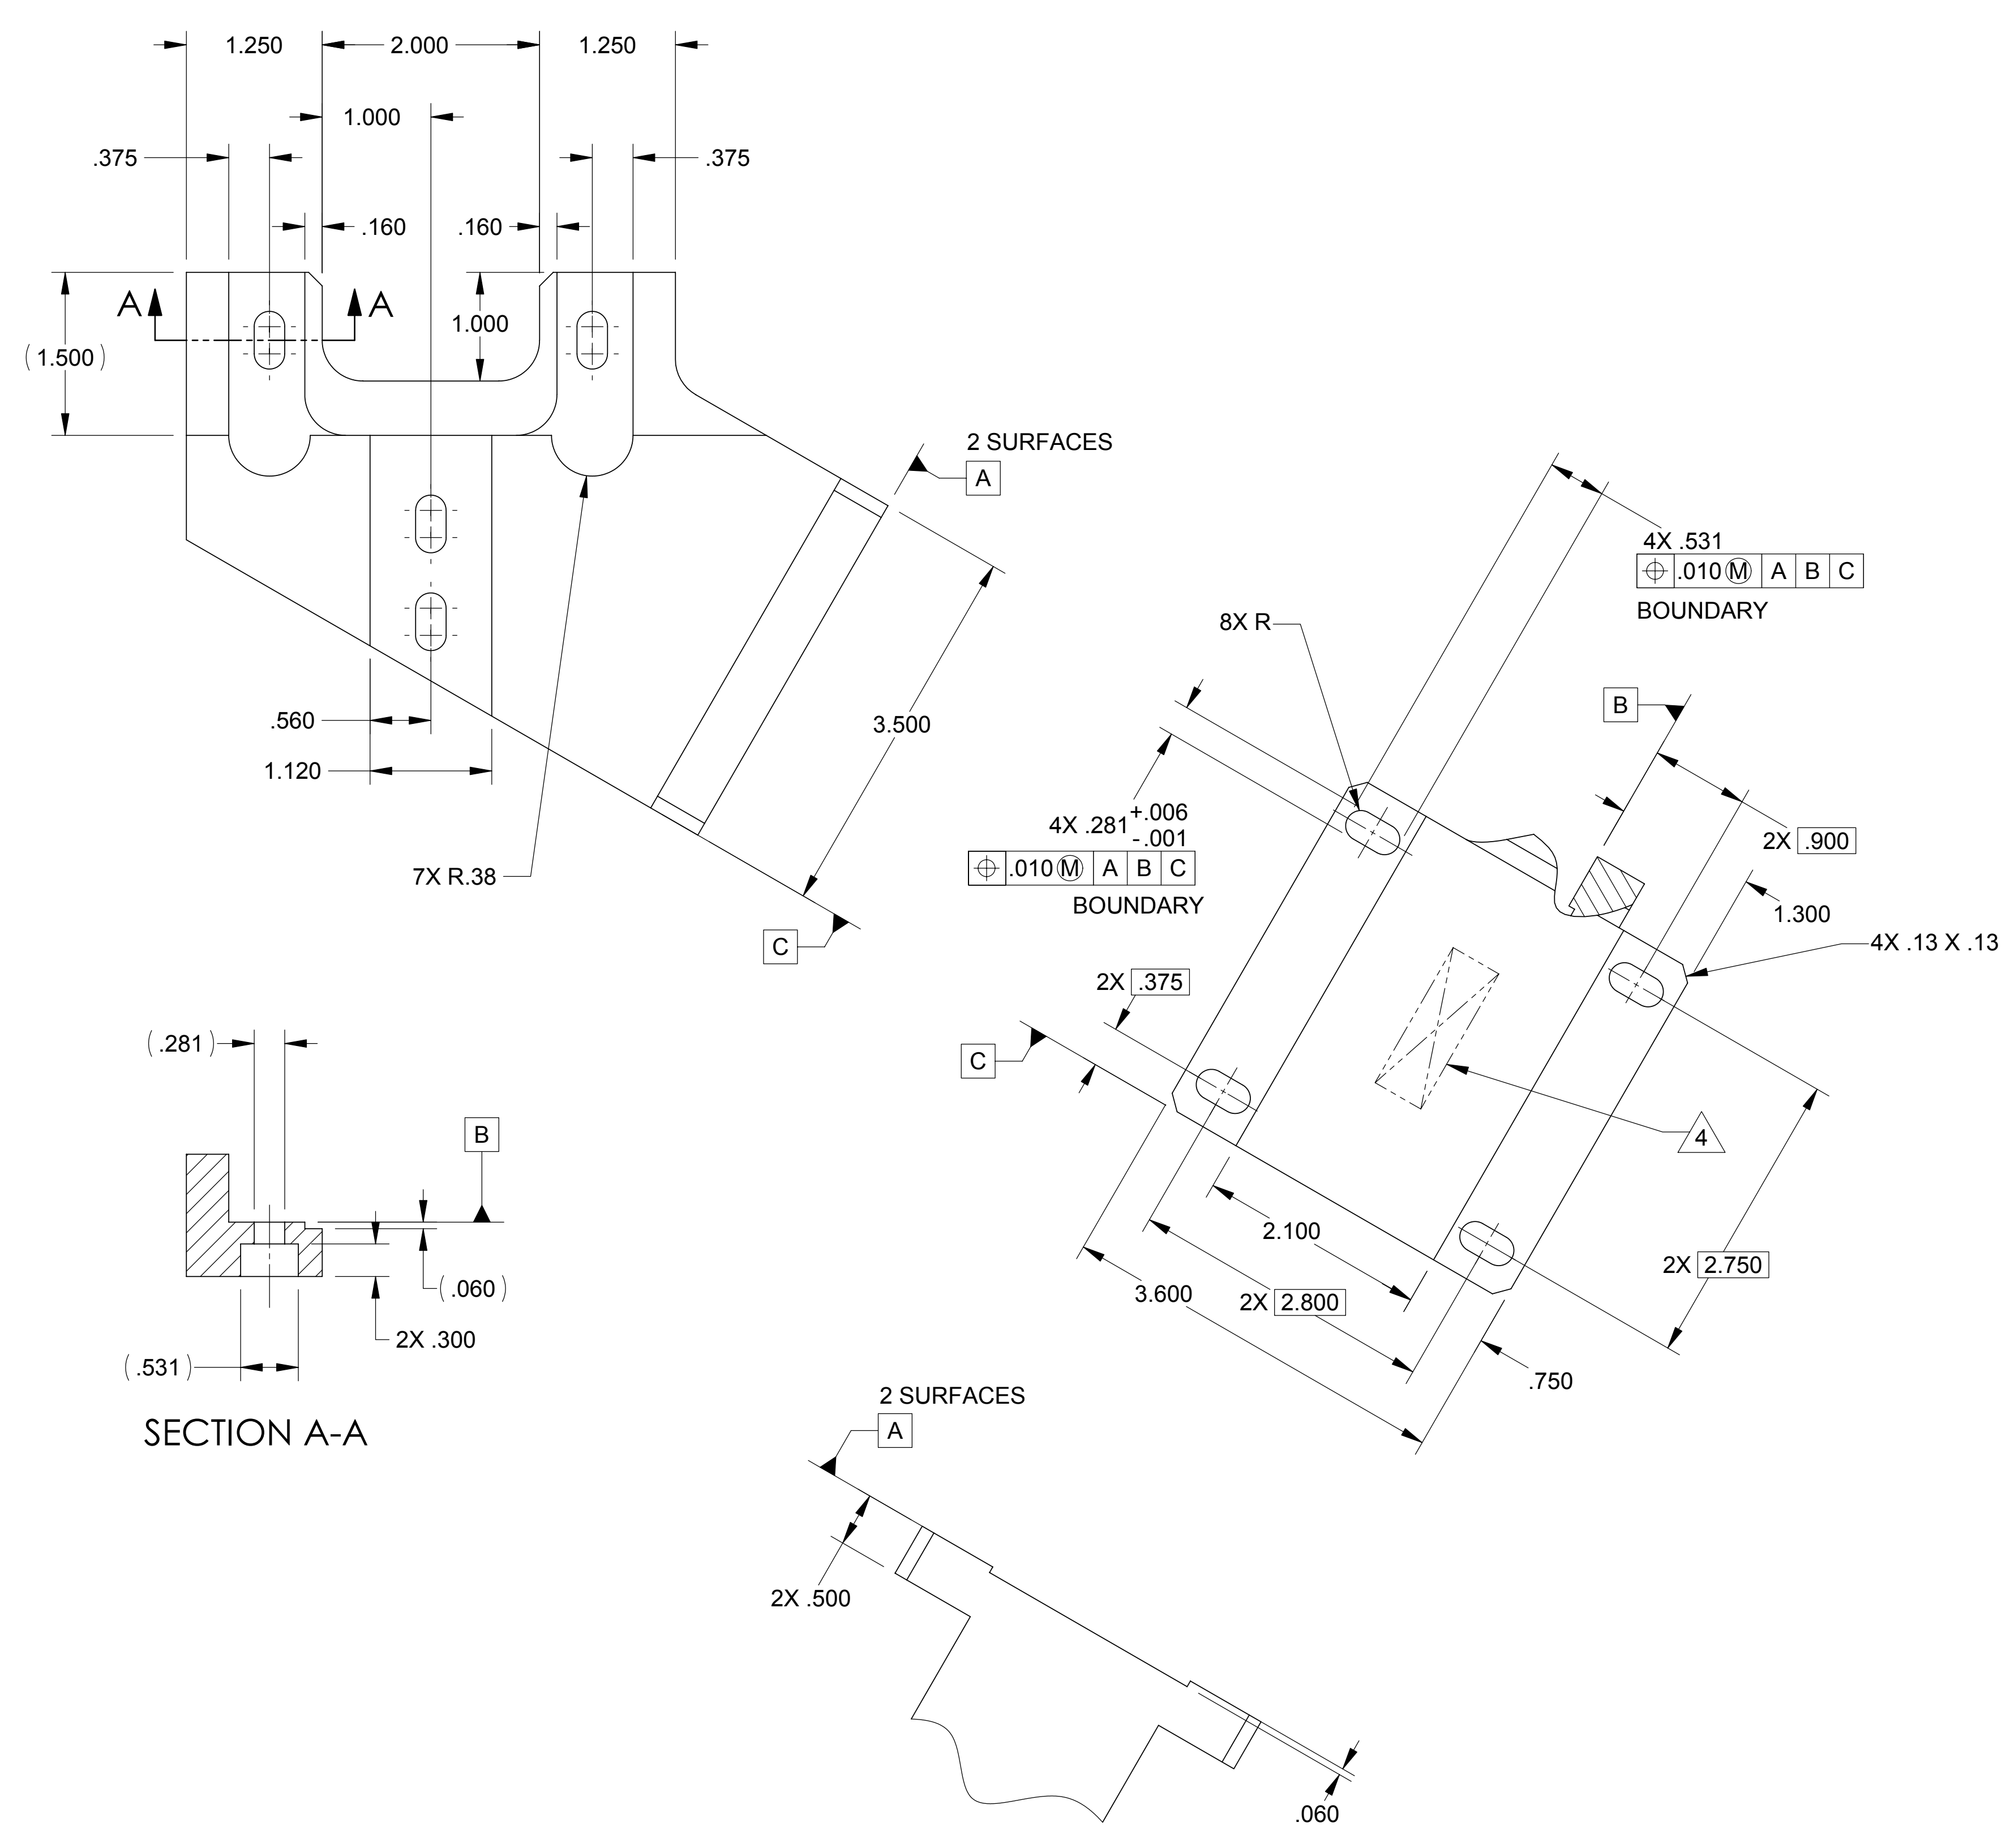 1.250 2.000 1.250
1.000
.375 .375
.160 .160
A A
1.000
(1.500)
2 SURFACES
A
4X .531
⌖ .010 Ⓜ A B C
BOUNDARY
8X R
B
3.500
.560
1.120
4X .281 +.006
-.001
⌖ .010 Ⓜ A B C
BOUNDARY
2X .900
7X R.38
1.300
C
4X .13 X .13
2X .375
(.281)
C
B
4
2.100
2X 2.750
(.060)
3.600
2X 2.800
2X .300
(.531)
.750
2 SURFACES
SECTION A-A
A
2X .500
.060